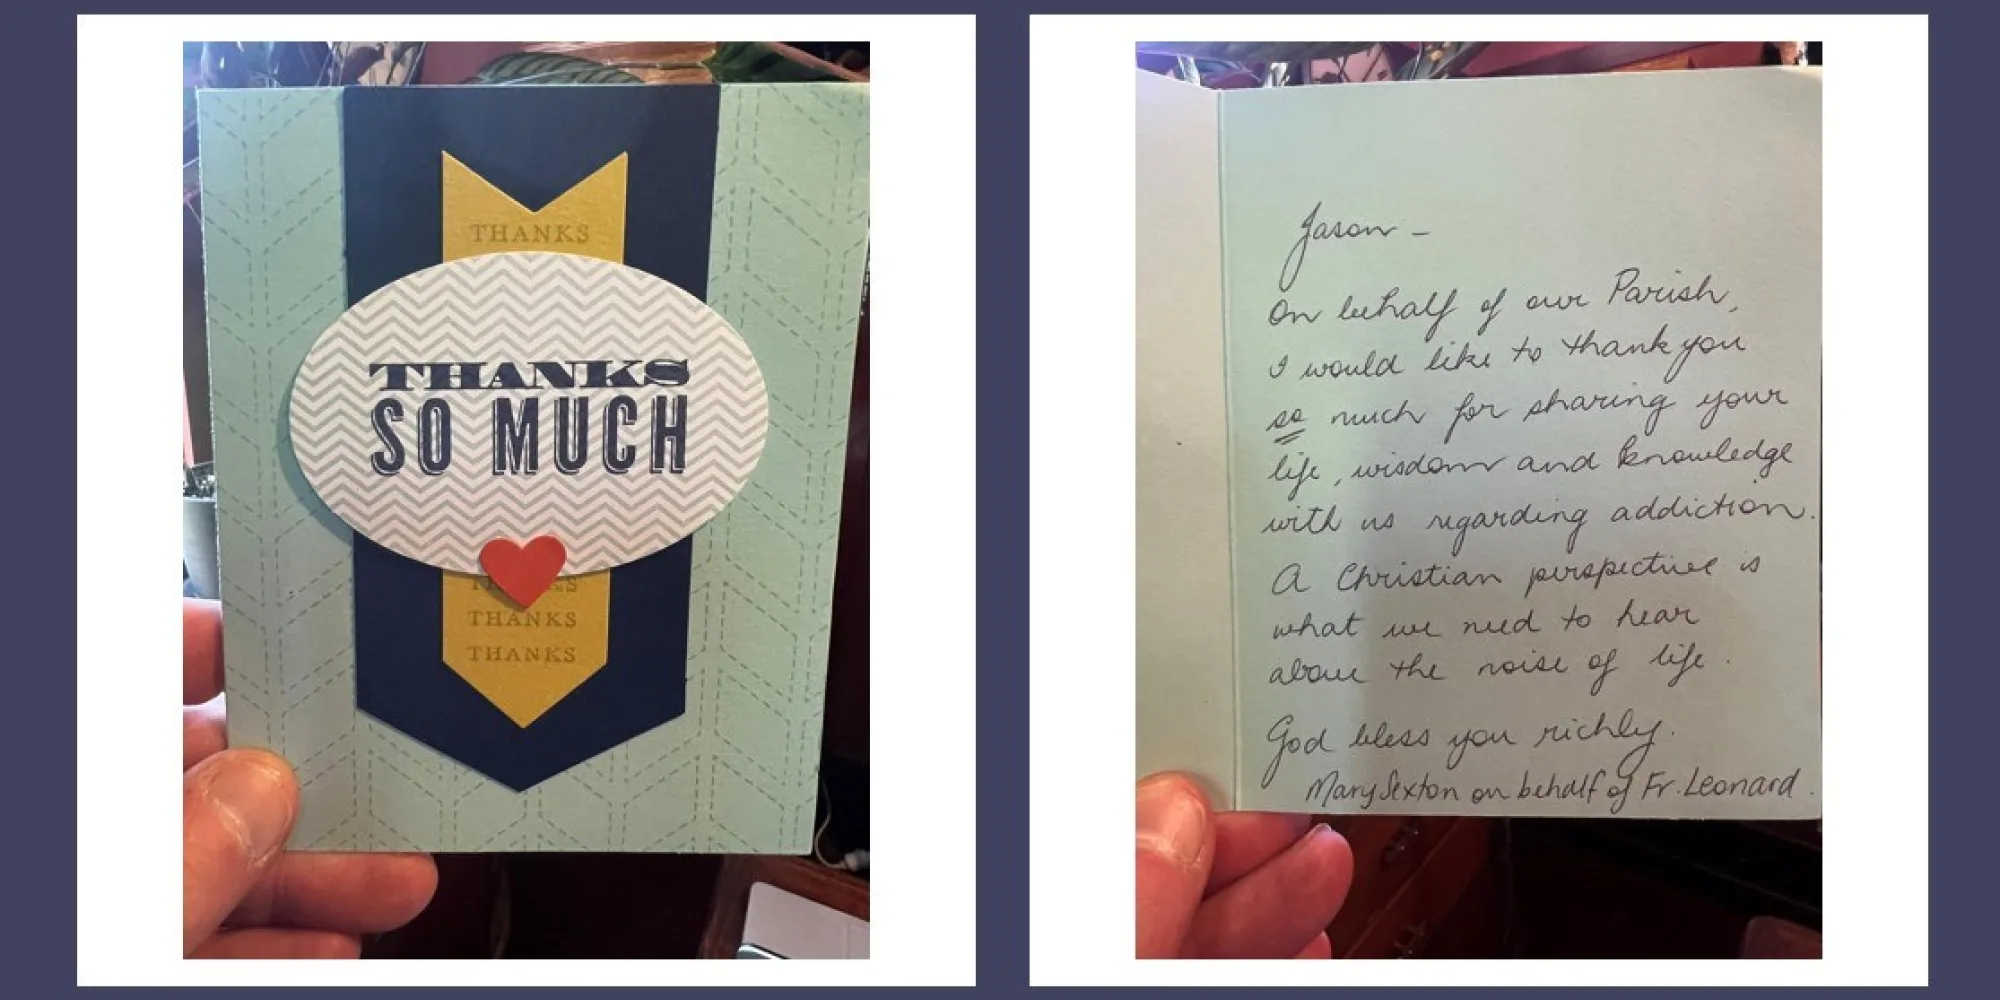 THANKS
THANKS
SO MUCH
THANKS
THANKS
THANKS
Jason –
On behalf of our Parish,
I would like to thank you
so much for sharing your
life, wisdom and knowledge
with us regarding addiction.
A Christian perspective is
what we need to hear
above the noise of life.
God bless you richly.
Mary Sexton on behalf of Fr. Leonard.